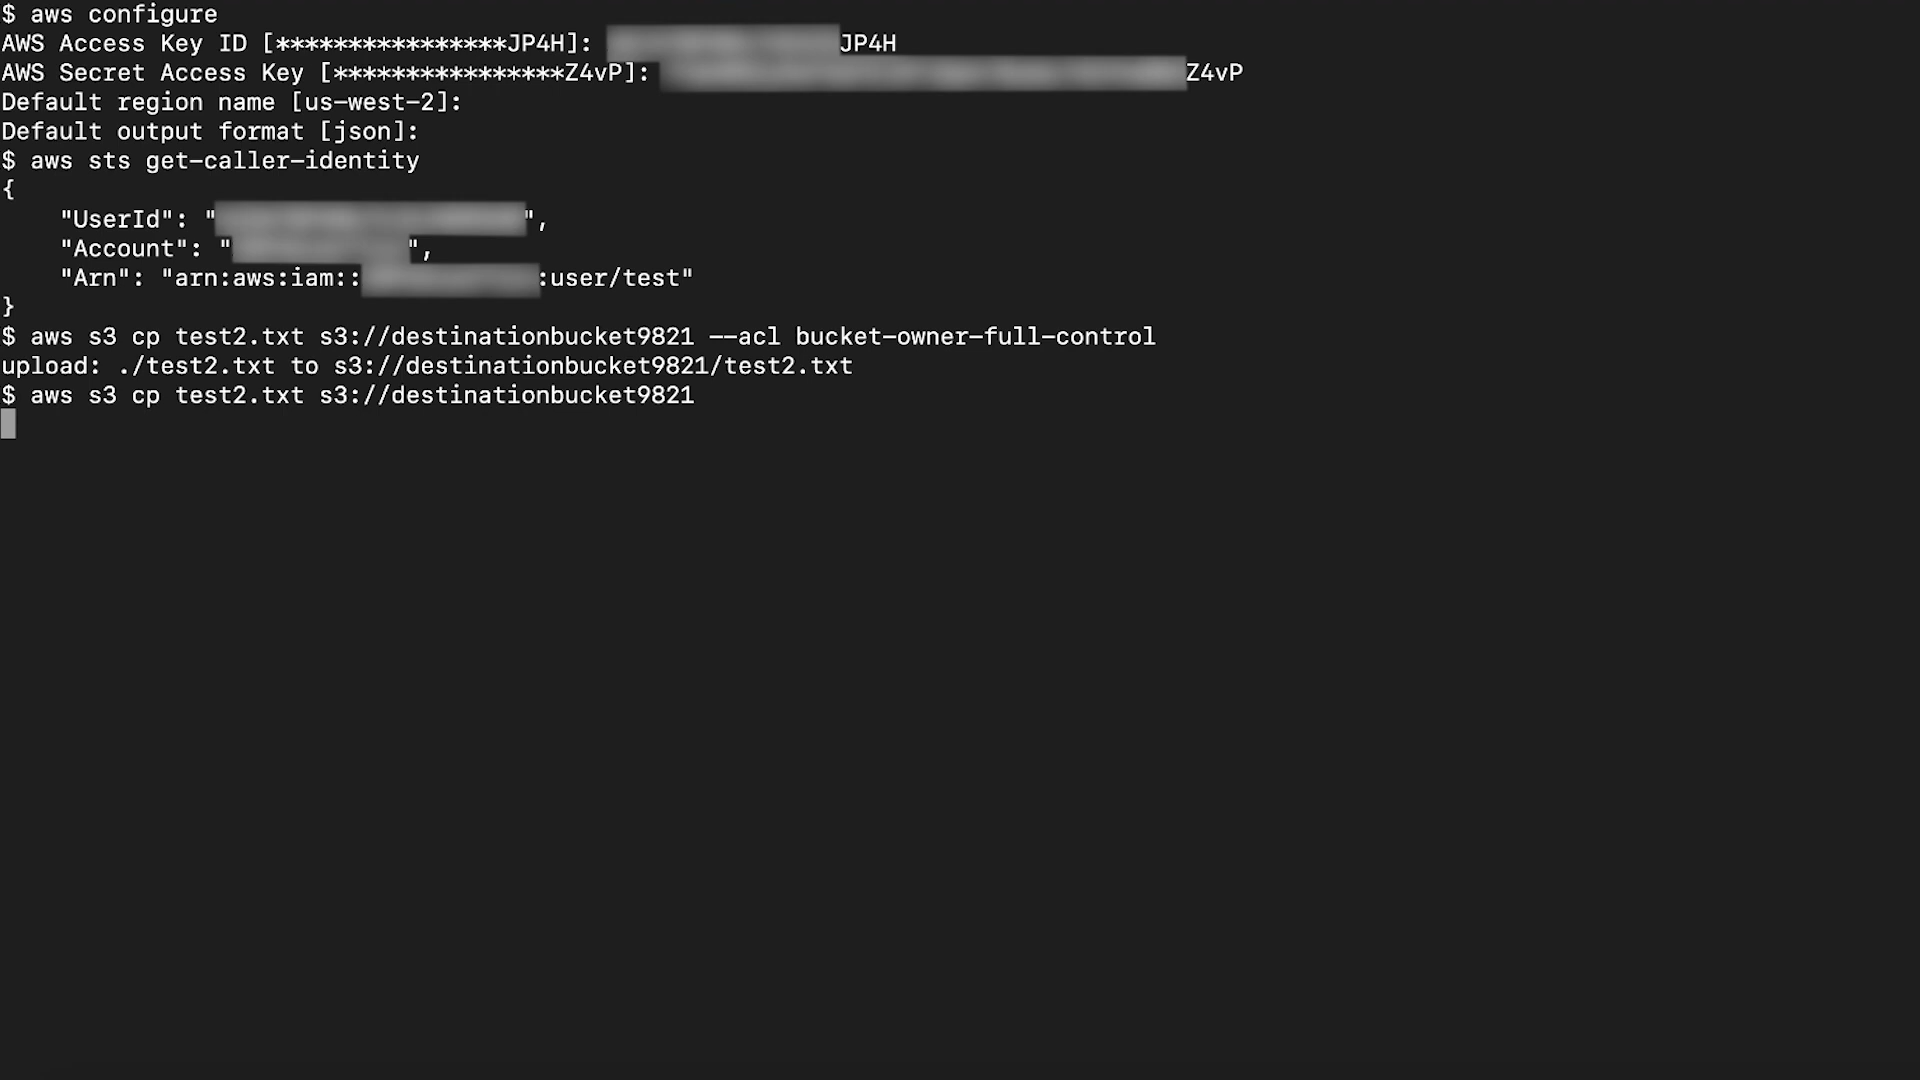 $ aws configure
AWS Access Key ID [****************JP4H]: JP4H
AWS Secret Access Key [****************Z4vP]: Z4vP
Default region name [us-west-2]:
Default output format [json]:
$ aws sts get-caller-identity
{
    "UserId": "",
    "Account": "",
    "Arn": "arn:aws:iam:::user/test"
}
$ aws s3 cp test2.txt s3://destinationbucket9821 --acl bucket-owner-full-control
upload: ./test2.txt to s3://destinationbucket9821/test2.txt
$ aws s3 cp test2.txt s3://destinationbucket9821